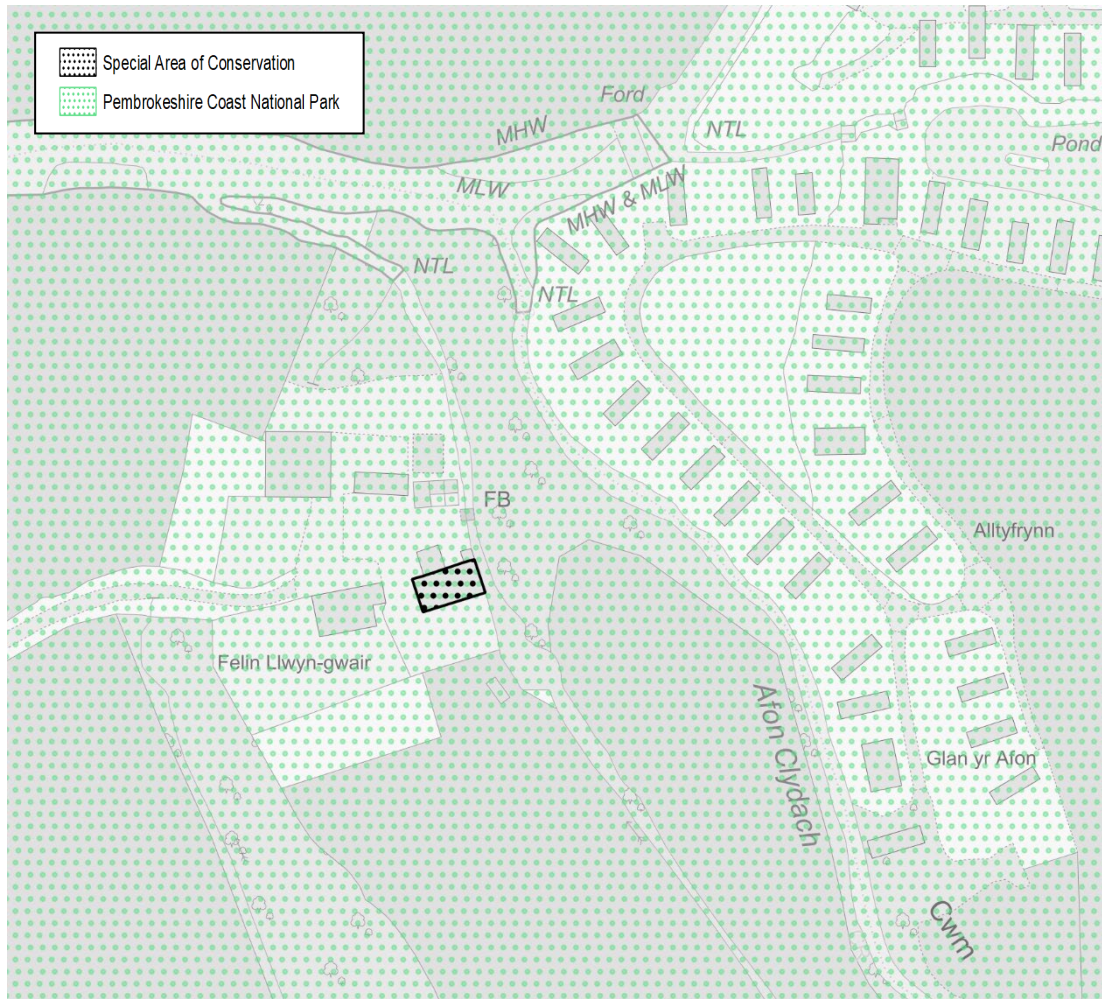 Special Area of Conservation
Pembrokeshire Coast National Park
Ford
MHW
NTL
Pond
MLW
MHW & MLW
NTL
NTL
FB
Alltyfrynn
Felin Llwyn-gwair
Afon Clydach
Glan yr Afon
Cwm